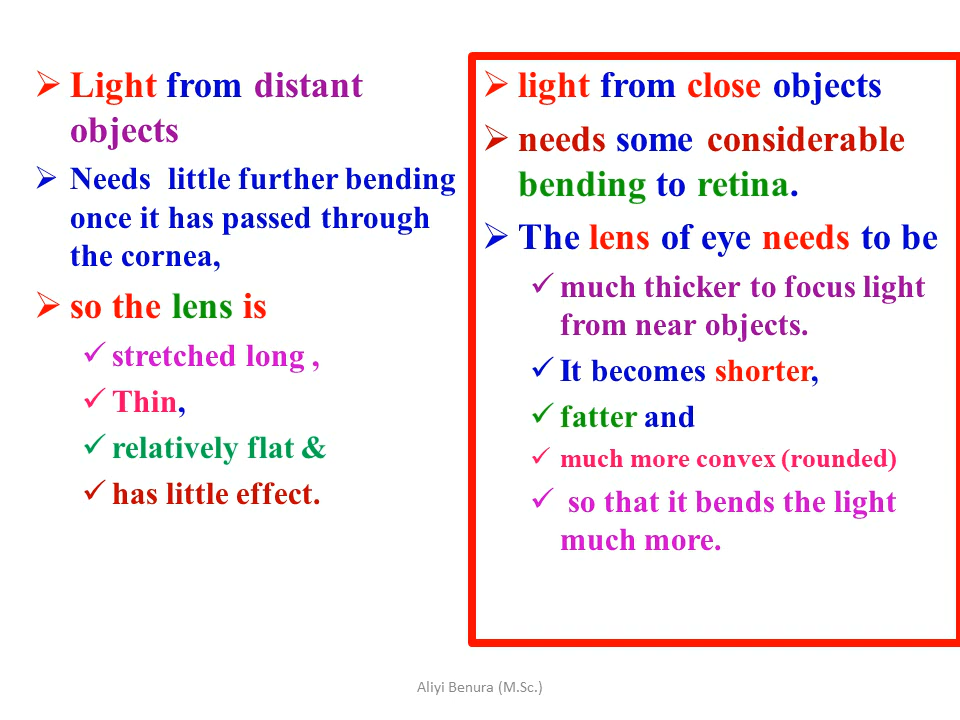 Light from distant
objects
Needs little further bending
once it has passed through
the cornea,
so the lens is
stretched long ,
Thin,
relatively flat &
has little effect.
light from close objects
needs some considerable
bending to retina.
The lens of eye needs to be
much thicker to focus light
from near objects.
It becomes shorter,
fatter and
much more convex (rounded)
so that it bends the light
much more.
Aliyi Benura (M.Sc.)